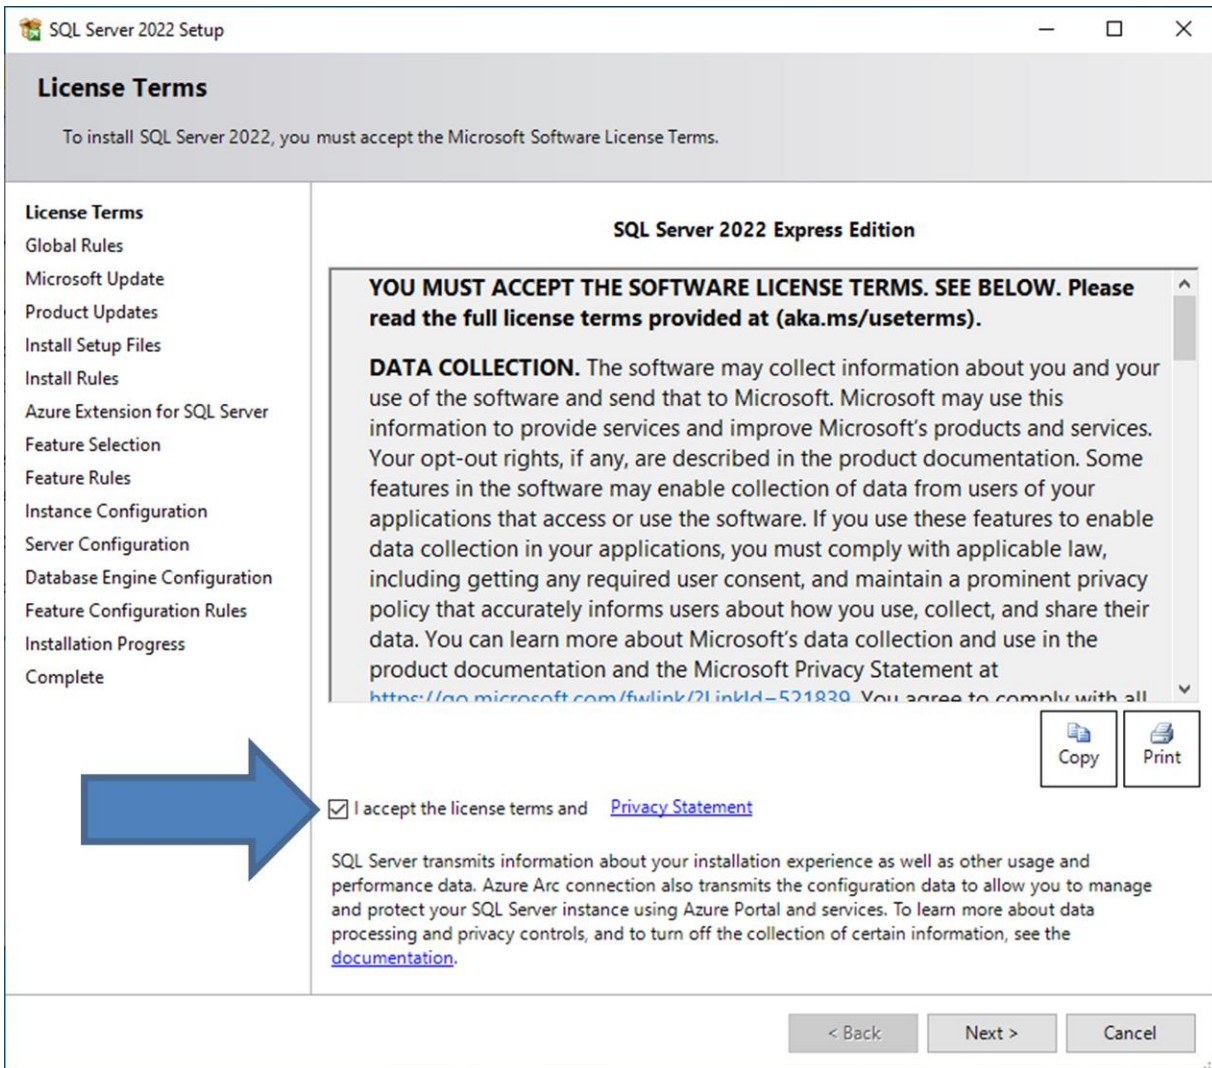 SQL Server 2022 Setup
License Terms
To install SQL Server 2022, you must accept the Microsoft Software License Terms.
License Terms
Global Rules
Microsoft Update
Product Updates
Install Setup Files
Install Rules
Azure Extension for SQL Server
Feature Selection
Feature Rules
Instance Configuration
Server Configuration
Database Engine Configuration
Feature Configuration Rules
Installation Progress
Complete
SQL Server 2022 Express Edition
YOU MUST ACCEPT THE SOFTWARE LICENSE TERMS. SEE BELOW. Please
read the full license terms provided at (aka.ms/useterms).
DATA COLLECTION. The software may collect information about you and your
use of the software and send that to Microsoft. Microsoft may use this
information to provide services and improve Microsoft's products and services.
Your opt-out rights, if any, are described in the product documentation. Some
features in the software may enable collection of data from users of your
applications that access or use the software. If you use these features to enable
data collection in your applications, you must comply with applicable law,
including getting any required user consent, and maintain a prominent privacy
policy that accurately informs users about how you use, collect, and share their
data. You can learn more about Microsoft's data collection and use in the
product documentation and the Microsoft Privacy Statement at
https://go.microsoft.com/fwlink/?LinkId=521839. You agree to comply with all
Copy
Print
I accept the license terms and Privacy Statement
SQL Server transmits information about your installation experience as well as other usage and
performance data. Azure Arc connection also transmits the configuration data to allow you to manage
and protect your SQL Server instance using Azure Portal and services. To learn more about data
processing and privacy controls, and to turn off the collection of certain information, see the
documentation.
< Back
Next >
Cancel